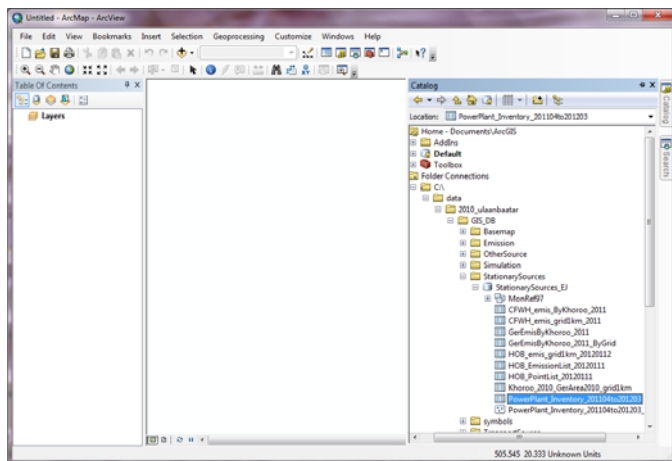 Untitled - ArcMap - ArcView
File Edit View Bookmarks Insert Selection Geoprocessing Customize Windows Help
Table Of Contents
Layers
Catalog
Location: PowerPlant_Inventory_201104to201203
Home - Documents\ArcGIS
AddIns
Default
Toolbox
Folder Connections
C:\
data
2010_ulaanbaatar
GIS_DB
Basemap
Emission
OtherSource
Simulation
StationarySources
StationarySources_EJ
MonRef97
CFWH_emis_ByKhoroo_2011
CFWH_emis_grid1km_2011
GerEmisByKhoroo_2011
GerEmisByKhoroo_2011_ByGrid
HOB_emis_grid1km_20120112
HOB_EmissionList_20120111
HOB_PointList_20120111
Khoroo_2010_GerArea2010_grid1km
PowerPlant_Inventory_201104to201203
PowerPlant_Inventory_201104to201203_
symbols
Catalog
Search
505.545 20.333 Unknown Units